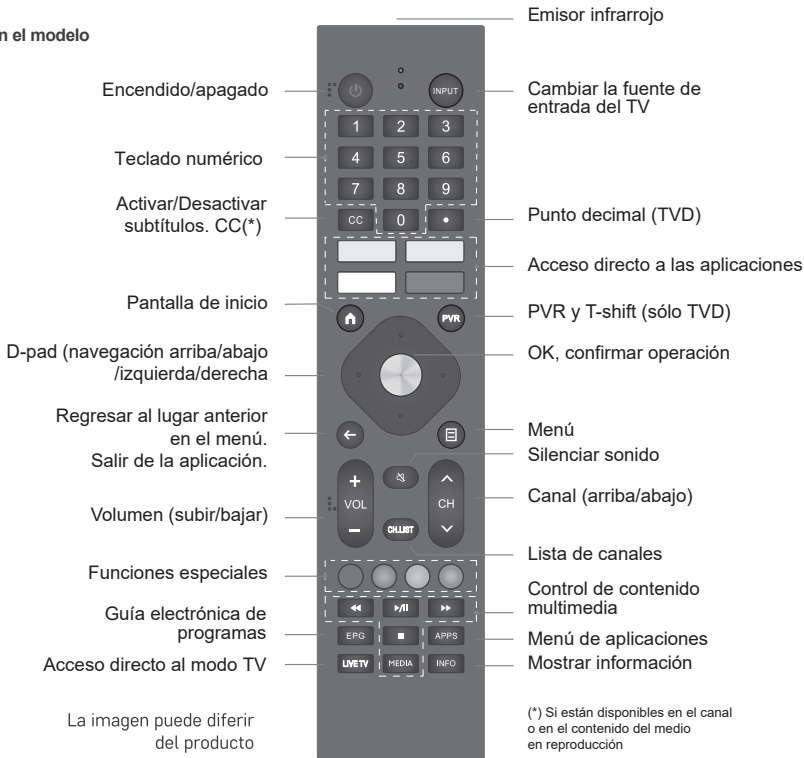 Emisor infrarrojo
n el modelo
Encendido/apagado
INPUT
Cambiar la fuente de
entrada del TV
1 2 3
Teclado numérico
4 5 6
7 8 9
Activar/Desactivar
subtítulos. CC(*)
CC 0
Punto decimal (TVD)
Acceso directo a las aplicaciones
Pantalla de inicio
PVR
PVR y T-shift (sólo TVD)
D-pad (navegación arriba/abajo
/izquierda/derecha
OK, confirmar operación
Regresar al lugar anterior
en el menú.
Salir de la aplicación.
Menú
Silenciar sonido
+
VOL
−
CH
Canal (arriba/abajo)
Volumen (subir/bajar)
CH.LIST
Lista de canales
Funciones especiales
Control de contenido
multimedia
Guía electrónica de
programas
EPG
APPS
Menú de aplicaciones
Acceso directo al modo TV
LIVE TV
MEDIA
INFO
Mostrar información
La imagen puede diferir
del producto
(*) Si están disponibles en el canal
o en el contenido del medio
en reproducción